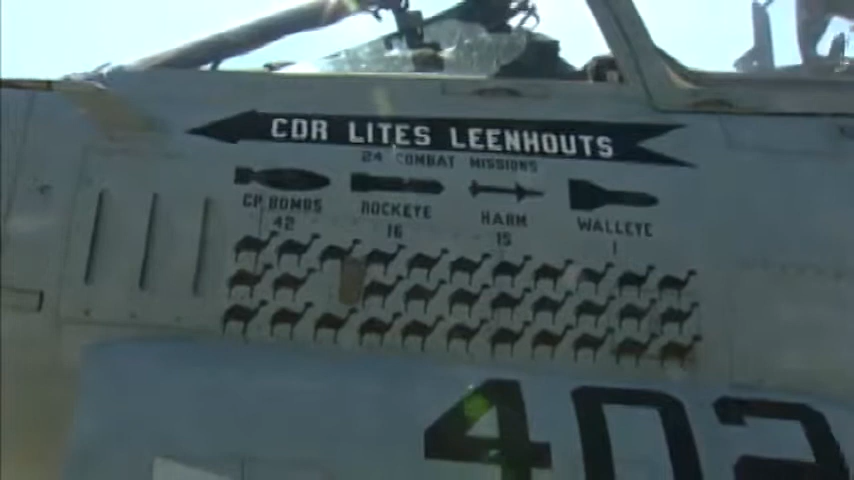 CDR LITES LEENHOUTS
24 COMBAT MISSIONS
GP BOMBS ROCKEYE HARM WALLEYE
42 16 15 1
402